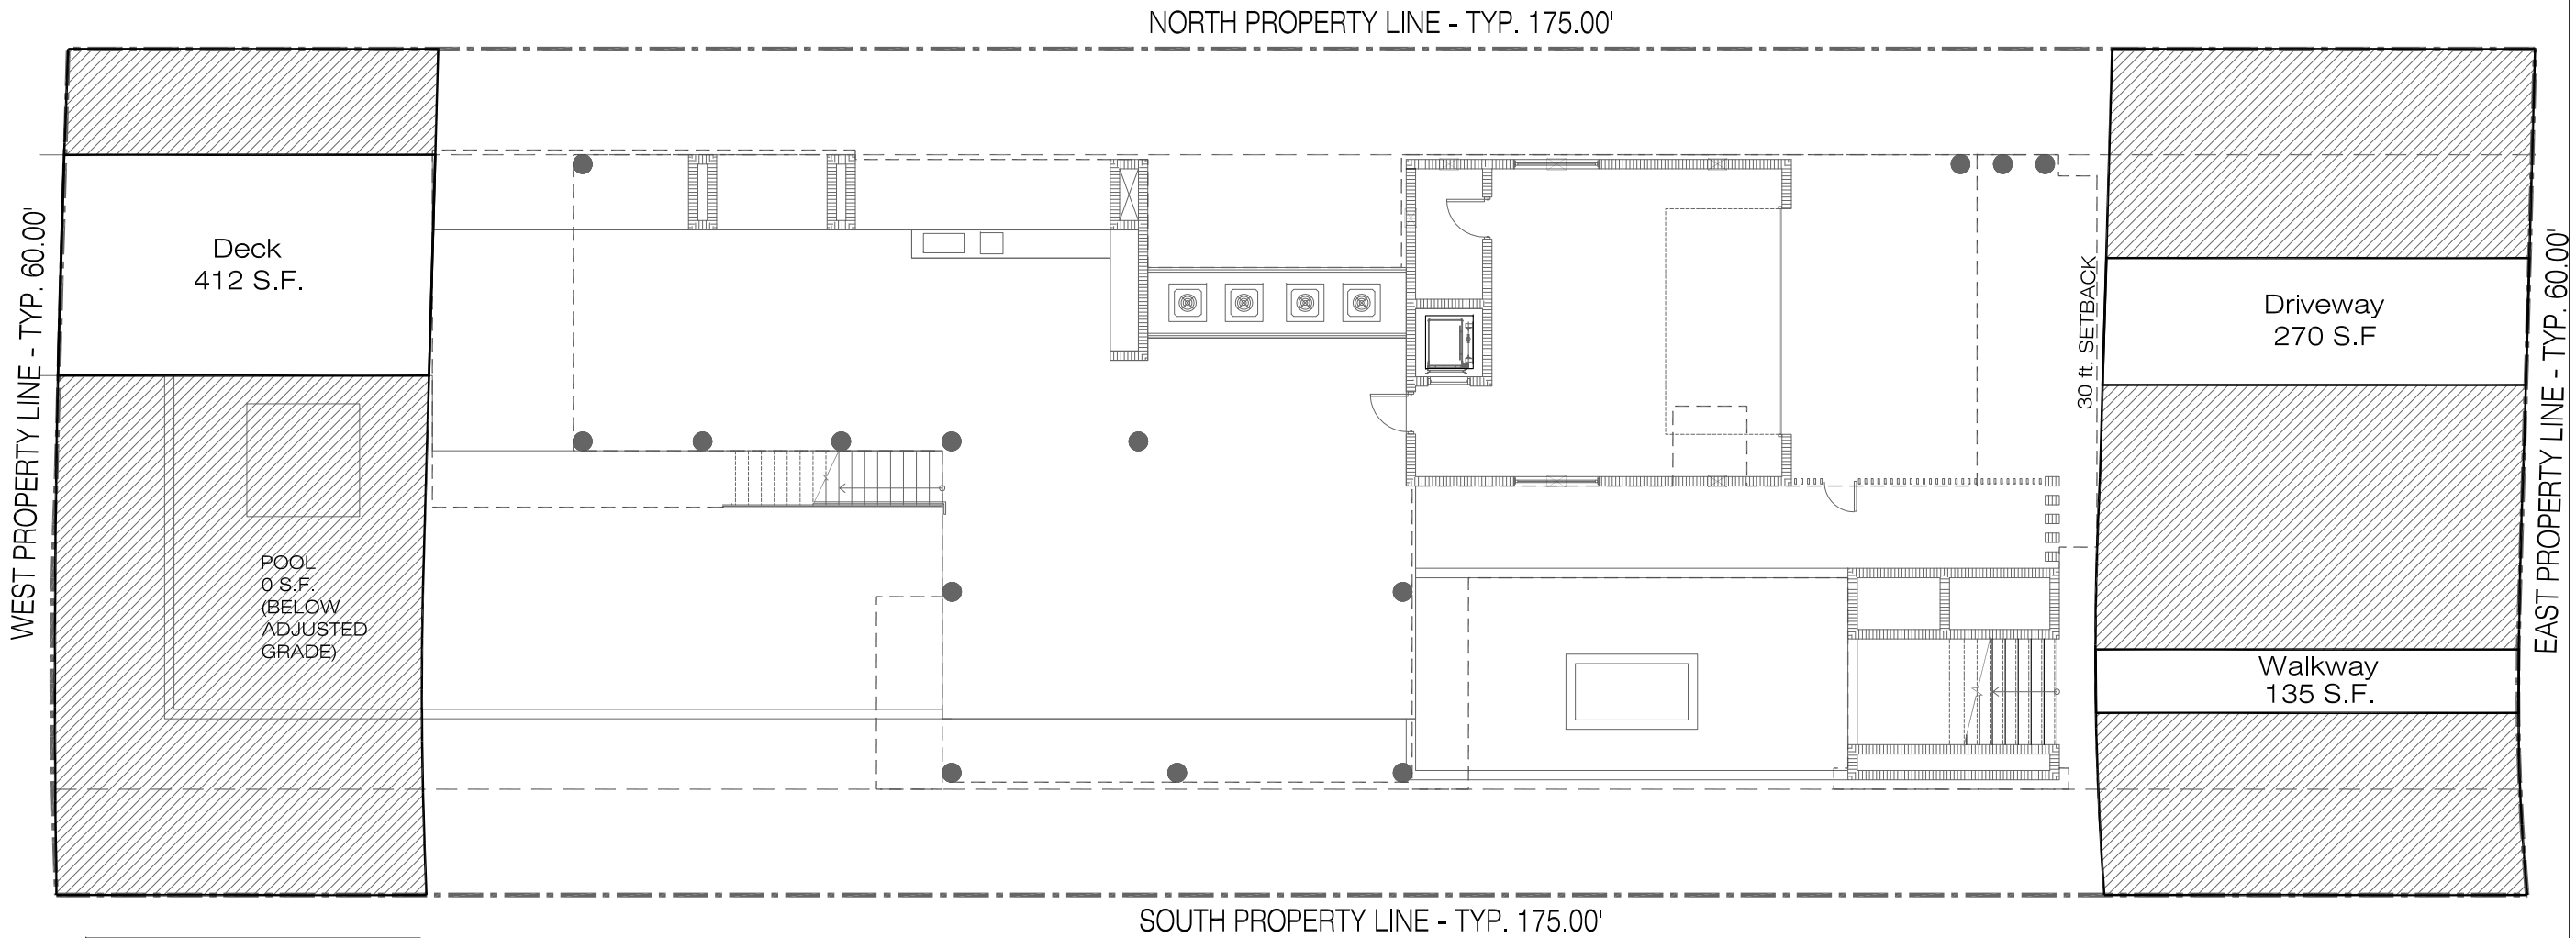 NORTH PROPERTY LINE - TYP. 175.00'
WEST PROPERTY LINE - TYP. 60.00'
Deck
412 S.F.
POOL
0 S.F.
(BELOW
ADJUSTED
GRADE)
30 ft. SETBACK
Driveway
270 S.F
Walkway
135 S.F.
EAST PROPERTY LINE - TYP. 60.00'
SOUTH PROPERTY LINE - TYP. 175.00'